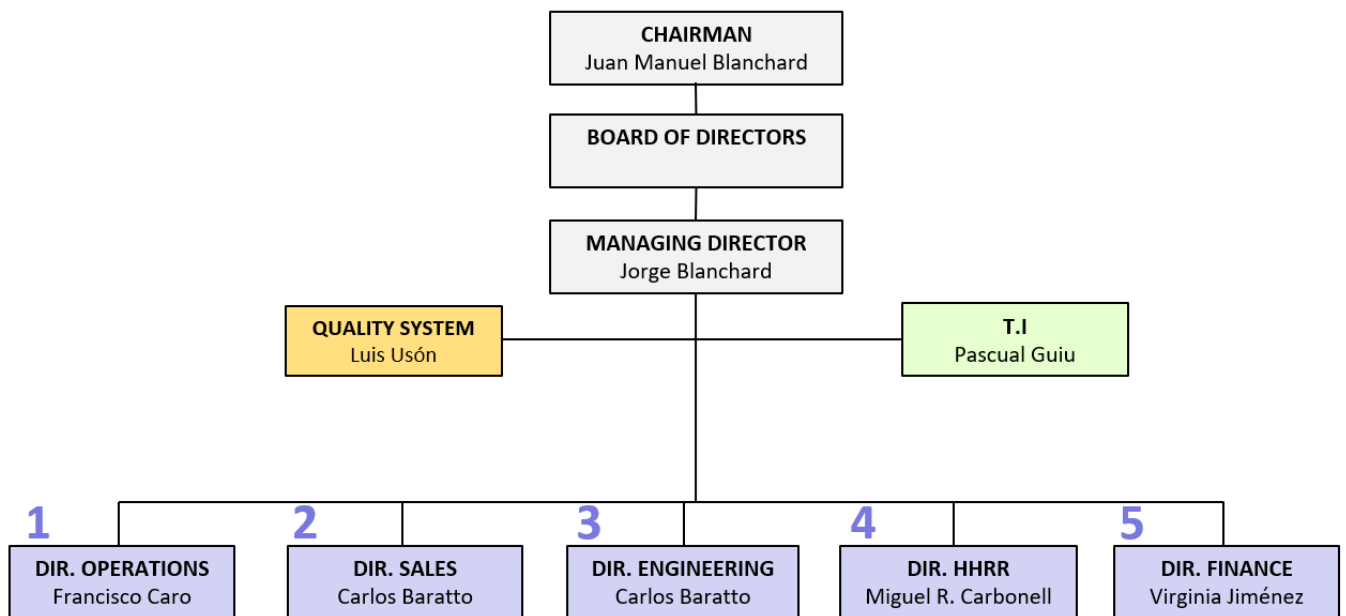 CHAIRMAN
Juan Manuel Blanchard
BOARD OF DIRECTORS
MANAGING DIRECTOR
Jorge Blanchard
QUALITY SYSTEM
Luis Usón
T.I
Pascual Guiu
1
DIR. OPERATIONS
Francisco Caro
2
DIR. SALES
Carlos Baratto
3
DIR. ENGINEERING
Carlos Baratto
4
DIR. HHRR
Miguel R. Carbonell
5
DIR. FINANCE
Virginia Jiménez